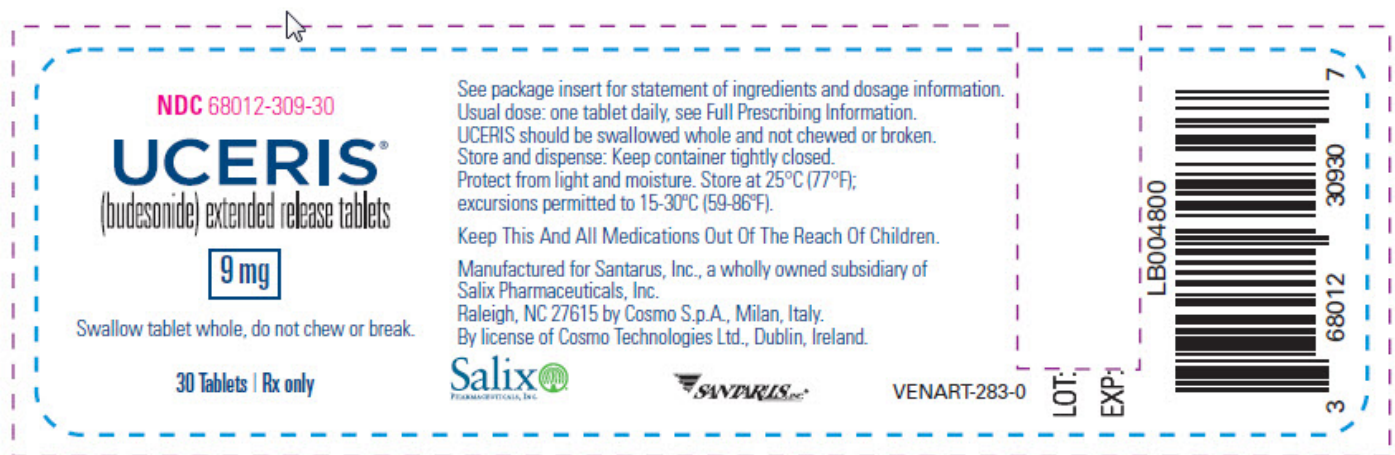 NDC 68012-309-30
UCERIS®
(budesonide) extended release tablets
9 mg
Swallow tablet whole, do not chew or break.
30 Tablets | Rx only
See package insert for statement of ingredients and dosage information.
Usual dose: one tablet daily, see Full Prescribing Information.
UCERIS should be swallowed whole and not chewed or broken.
Store and dispense: Keep container tightly closed.
Protect from light and moisture. Store at 25°C (77°F);
excursions permitted to 15-30ºC (59-86ºF).
Keep This And All Medications Out Of The Reach Of Children.
Manufactured for Santarus, Inc., a wholly owned subsidiary of
Salix Pharmaceuticals, Inc.
Raleigh, NC 27615 by Cosmo S.p.A., Milan, Italy.
By license of Cosmo Technologies Ltd., Dublin, Ireland.
Salix
PHARMACEUTICALS, INC.
SANTARUS INC
VENART-283-0
LOT:
EXP:
LB004800
3 68012 30930 7